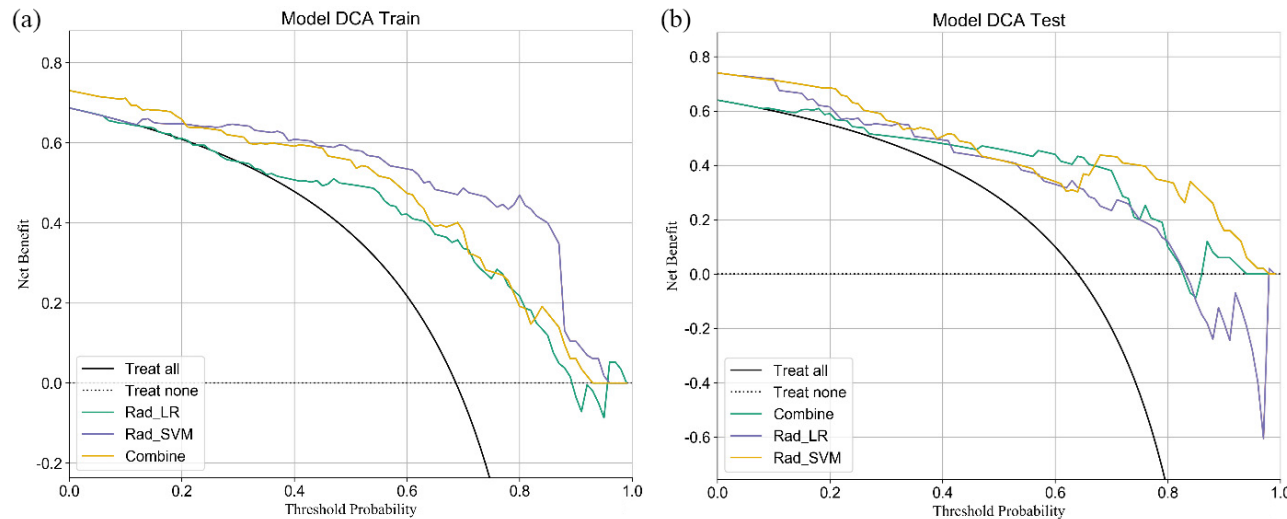 (a)
Model DCA Train
0.8
0.6
0.4
0.2
0.0
-0.2
Net Benefit
Treat all
Treat none
Rad_LR
Rad_SVM
Combine
0.0 0.2 0.4 0.6 0.8 1.0
Threshold Probability
(b)
Model DCA Test
0.8
0.6
0.4
0.2
0.0
-0.2
-0.4
-0.6
Net Benefit
Treat all
Treat none
Combine
Rad_LR
Rad_SVM
0.0 0.2 0.4 0.6 0.8 1.0
Threshold Probability